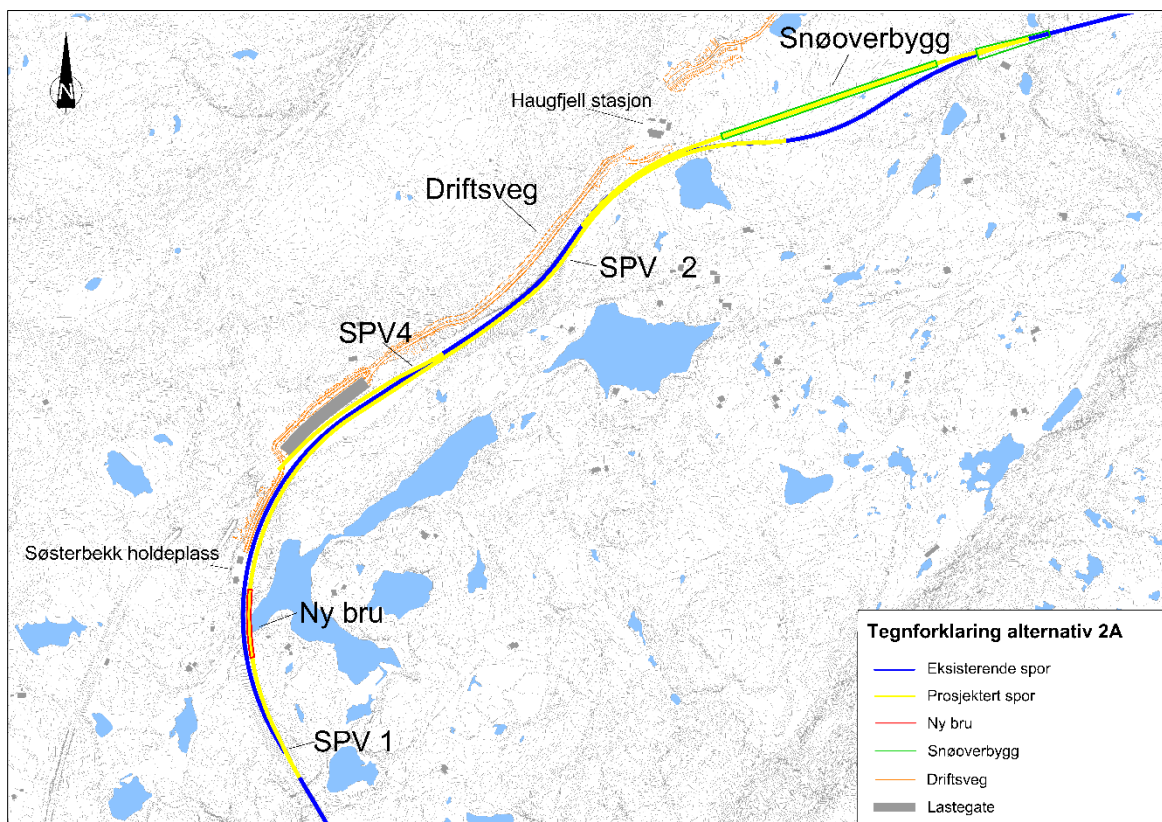 Snøoverbygg
N
Haugfjell stasjon
Driftsveg
SPV 2
SPV4
Søsterbekk holdeplass
Ny bru
SPV 1
Tegnforklaring alternativ 2A
Eksisterende spor
Prosjektert spor
Ny bru
Snøoverbygg
Driftsveg
Lastegate